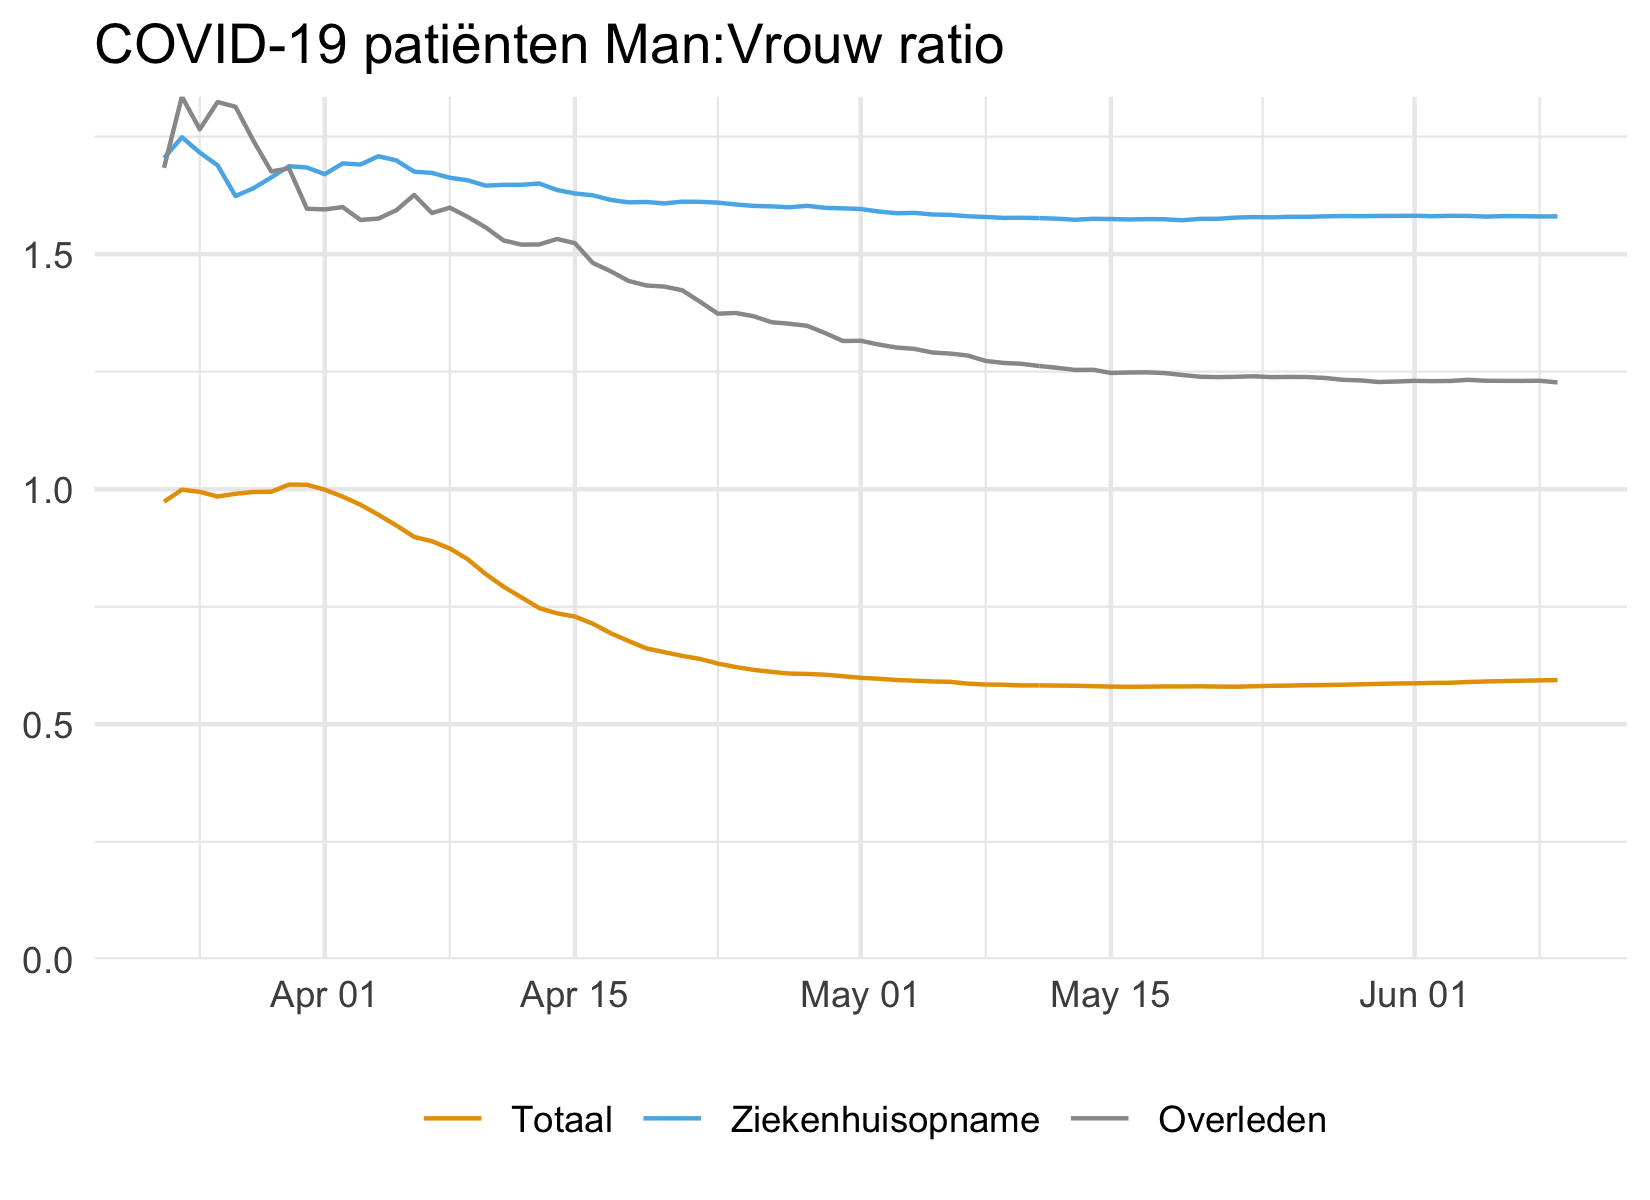 COVID-19 patiënten Man:Vrouw ratio
1.5
1.0
0.5
0.0
Apr 01 Apr 15 May 01 May 15 Jun 01
Totaal Ziekenhuisopname Overleden